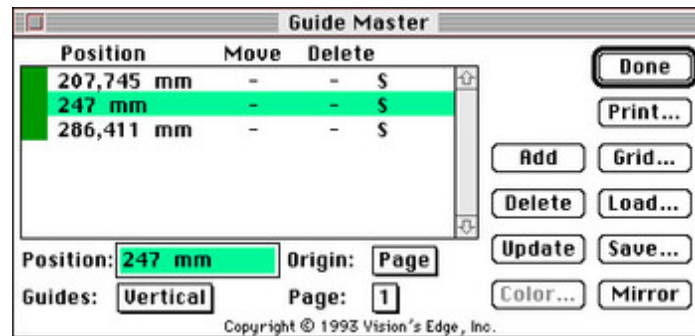 Guide Master
Position Move Delete
207,745 mm - - S
247 mm - - S
286,411 mm - - S
Done
Print...
Add Grid...
Delete Load...
Position: 247 mm Origin: Page Update Save...
Guides: Vertical Page: 1 Color... Mirror
Copyright © 1993 Vision's Edge, Inc.